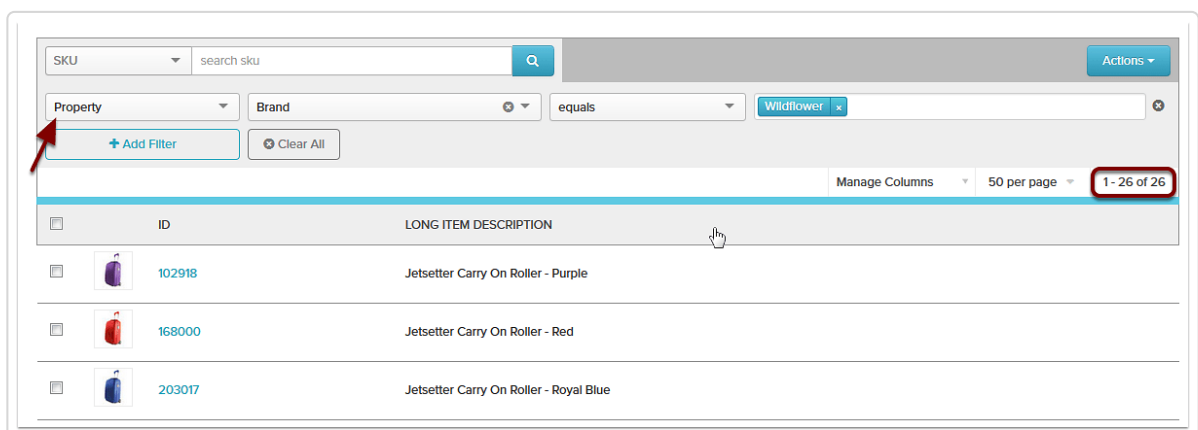 SKU search sku Actions
Property Brand equals Wildflower x
+ Add Filter Clear All
Manage Columns 50 per page 1 - 26 of 26
ID LONG ITEM DESCRIPTION
102918 Jetsetter Carry On Roller - Purple
168000 Jetsetter Carry On Roller - Red
203017 Jetsetter Carry On Roller - Royal Blue